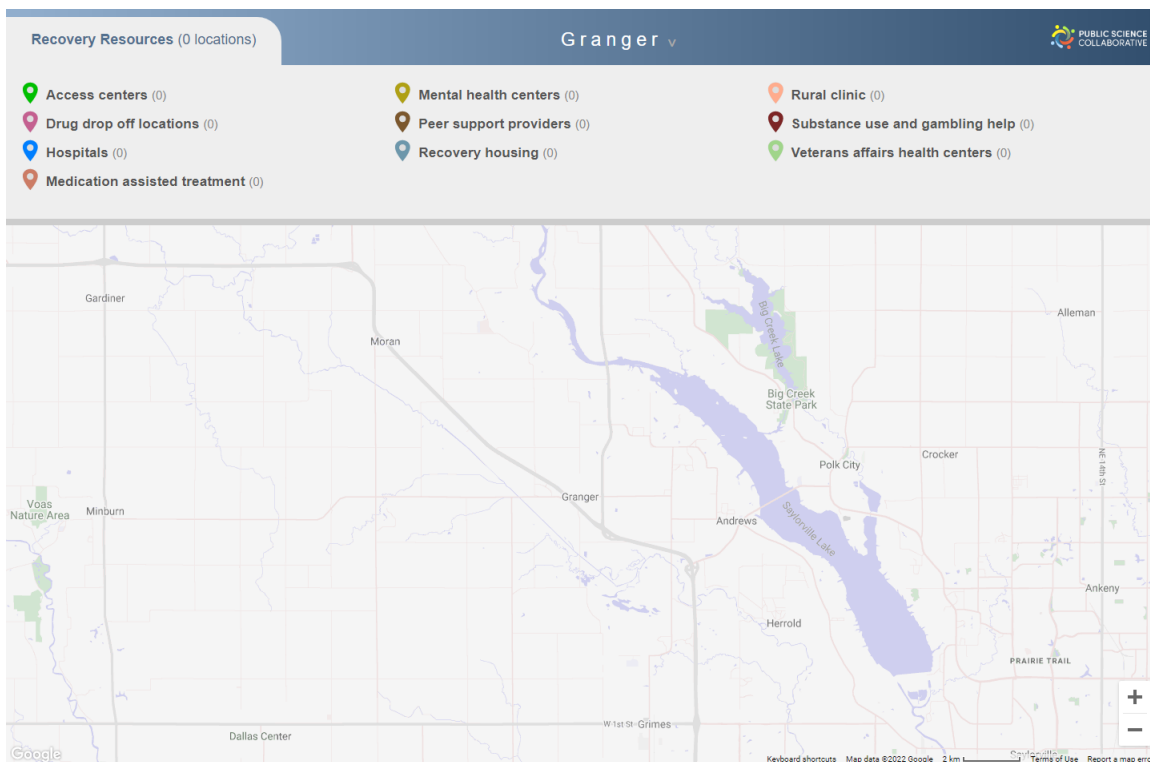 Recovery Resources (0 locations)
Granger v
PUBLIC SCIENCE
COLLABORATIVE
Access centers (0)
Mental health centers (0)
Rural clinic (0)
Drug drop off locations (0)
Peer support providers (0)
Substance use and gambling help (0)
Hospitals (0)
Recovery housing (0)
Veterans affairs health centers (0)
Medication assisted treatment (0)
Gardiner
Big Creek Lake
Alleman
Moran
Big Creek
State Park
Crocker
NE 14th St
Polk City
Granger
Voas
Nature Area
Minburn
Andrews
Saylorville Lake
Ankeny
Herrold
PRAIRIE TRAIL
+
W 1st St
Grimes
−
Dallas Center
Google
Keyboard shortcuts
Map data ©2022 Google
2 km
Terms of Use
Report a map erro